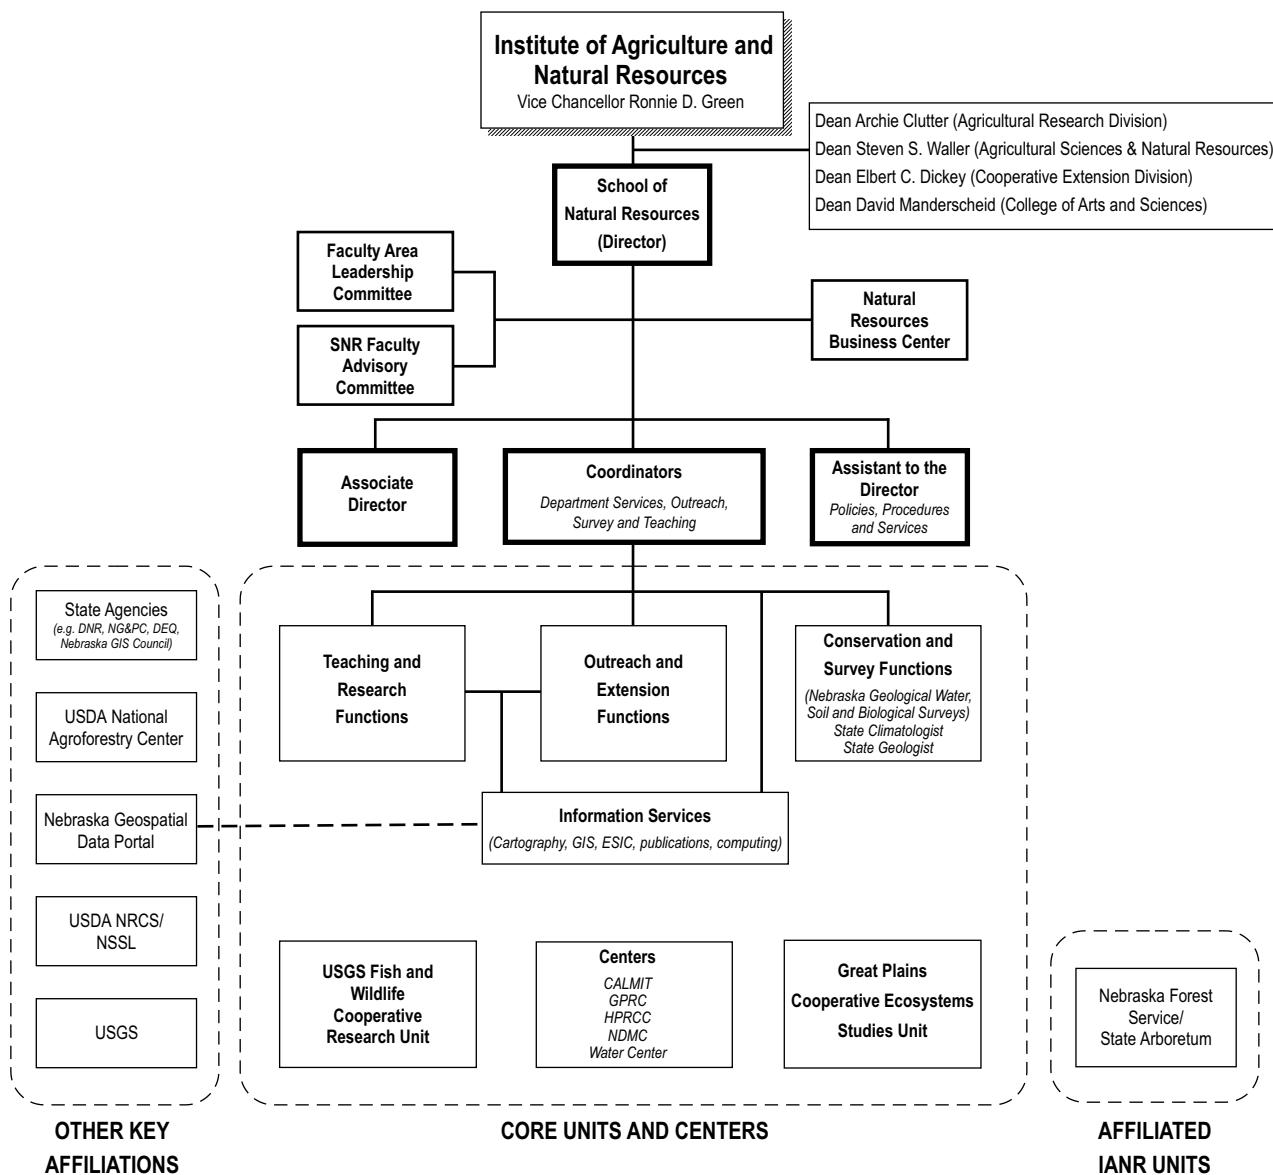 Institute of Agriculture and
Natural Resources
Vice Chancellor Ronnie D. Green
Dean Archie Clutter (Agricultural Research Division)
Dean Steven S. Waller (Agricultural Sciences & Natural Resources)
Dean Elbert C. Dickey (Cooperative Extension Division)
Dean David Manderscheid (College of Arts and Sciences)
School of
Natural Resources
(Director)
Faculty Area
Leadership
Committee
SNR Faculty
Advisory
Committee
Natural
Resources
Business Center
Associate
Director
Coordinators
Department Services, Outreach,
Survey and Teaching
Assistant to the
Director
Policies, Procedures
and Services
State Agencies
(e.g. DNR, NG&PC, DEQ,
Nebraska GIS Council)
USDA National
Agroforestry Center
Nebraska Geospatial
Data Portal
USDA NRCS/
NSSL
USGS
OTHER KEY
AFFILIATIONS
Teaching and
Research
Functions
Outreach and
Extension
Functions
Conservation and
Survey Functions
(Nebraska Geological Water,
Soil and Biological Surveys)
State Climatologist
State Geologist
Information Services
(Cartography, GIS, ESIC, publications, computing)
USGS Fish and
Wildlife
Cooperative
Research Unit
Centers
CALMIT
GPRC
HPRCC
NDMC
Water Center
Great Plains
Cooperative Ecosystems
Studies Unit
CORE UNITS AND CENTERS
Nebraska Forest
Service/
State Arboretum
AFFILIATED
IANR UNITS